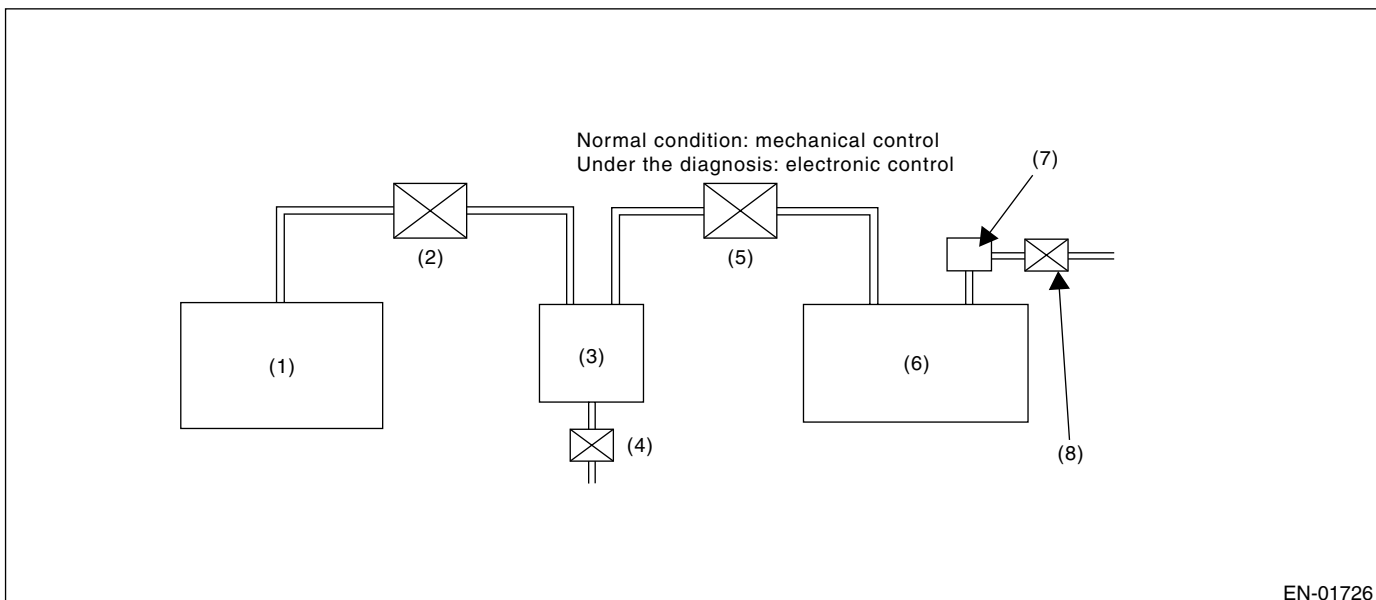 Normal condition: mechanical control
Under the diagnosis: electronic control
(7)
(2)
(5)
(1)
(3)
(6)
(4)
(8)
EN-01726